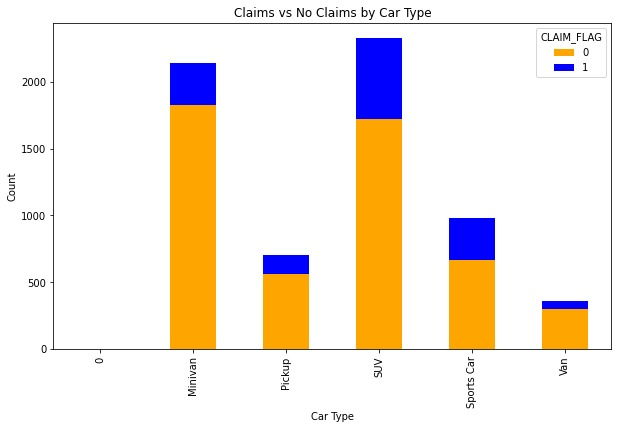 Claims vs No Claims by Car Type
CLAIM_FLAG
0
1
2000
1500
1000
500
0
Count
0
Minivan
Pickup
SUV
Sports Car
Van
Car Type